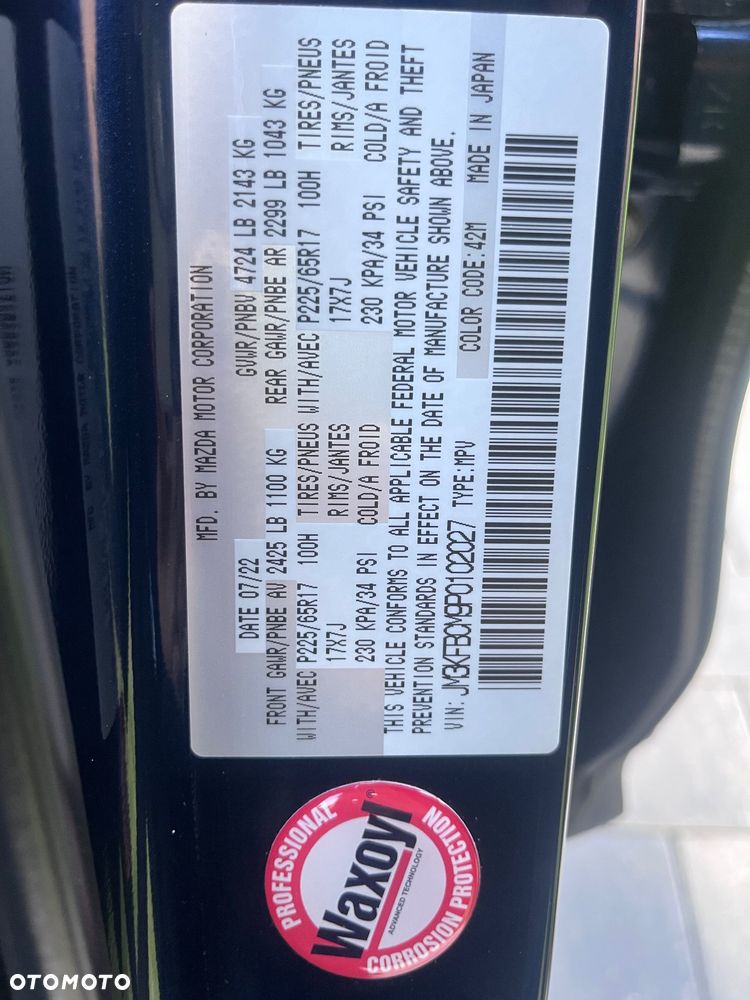 MFD. BY MAZDA MOTOR CORPORATION
DATE 07/22 GVWR/PNBV 4724 LB 2143 KG
FRONT GAWR/PNBE AV 2425 LB 1100 KG REAR GAWR/PNBE AR 2299 LB 1043 KG
WITH/AVEC P225/65R17 100H TIRES/PNEUS WITH/AVEC P225/65R17 100H TIRES/PNEUS
17X7J RIMS/JANTES 17X7J RIMS/JANTES
230 KPA/34 PSI COLD/A FROID 230 KPA/34 PSI COLD/A FROID
THIS VEHICLE CONFORMS TO ALL APPLICABLE FEDERAL MOTOR VEHICLE SAFETY AND THEFT
PREVENTION STANDARDS IN EFFECT ON THE DATE OF MANUFACTURE SHOWN ABOVE.
VIN: JM3KFBCM9P0102027 TYPE:MPV COLOR CODE:42M MADE IN JAPAN
PROFESSIONAL
Waxoyl
ADVANCED TECHNOLOGY
CORROSION PROTECTION
OTOMOTO